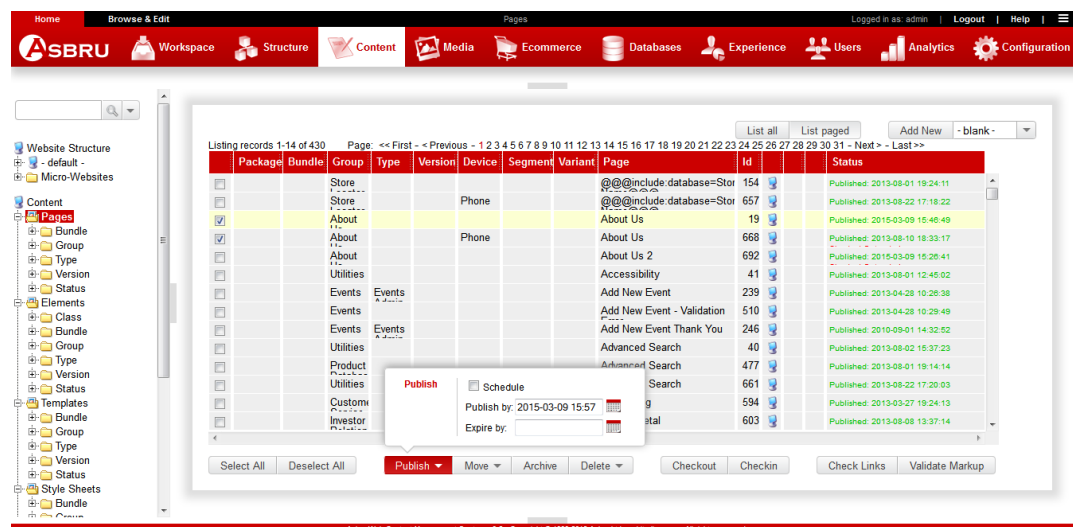 Home Browse & Edit Pages Logged in as: admin | Logout | Help |
ASBRU Workspace Structure Content Media Ecommerce Databases Experience Users Analytics Configuration
List all List paged Add New - blank -
Website Structure
- default -
Micro-Websites
Content
Pages
Bundle
Group
Type
Version
Status
Elements
Class
Bundle
Group
Type
Version
Status
Templates
Bundle
Group
Type
Version
Status
Style Sheets
Bundle
Listing records 1-14 of 430 Page: << First - < Previous - 1 2 3 4 5 6 7 8 9 10 11 12 13 14 15 16 17 18 19 20 21 22 23 24 25 26 27 28 29 30 31 - Next > - Last >>
Package Bundle Group Type Version Device Segment Variant Page Id Status
Store @@@include:database=Stor 154 Published: 2013-08-01 19:24:11
Store Phone @@@include:database=Stor 657 Published: 2013-08-22 17:18:22
About About Us 19 Published: 2015-03-09 15:46:49
About Phone About Us 668 Published: 2013-08-10 18:33:17
About About Us 2 692 Published: 2015-03-09 15:26:41
Utilities Accessibility 41 Published: 2013-08-01 12:45:02
Events Events Add New Event 239 Published: 2013-04-28 10:26:38
Events Add New Event - Validation 510 Published: 2013-04-28 10:29:49
Events Events Add New Event Thank You 246 Published: 2010-09-01 14:32:52
Utilities Advanced Search 40 Published: 2013-08-02 15:37:23
Product Advanced Search 477 Published: 2013-08-01 19:14:14
Utilities Search 661 Published: 2013-08-22 17:20:03
Custome g 594 Published: 2013-03-27 19:24:13
Investor etal 603 Published: 2013-08-08 13:37:14
Publish Schedule
Publish by: 2015-03-09 15:57
Expire by:
Select All Deselect All Publish Move Archive Delete Checkout Checkin Check Links Validate Markup